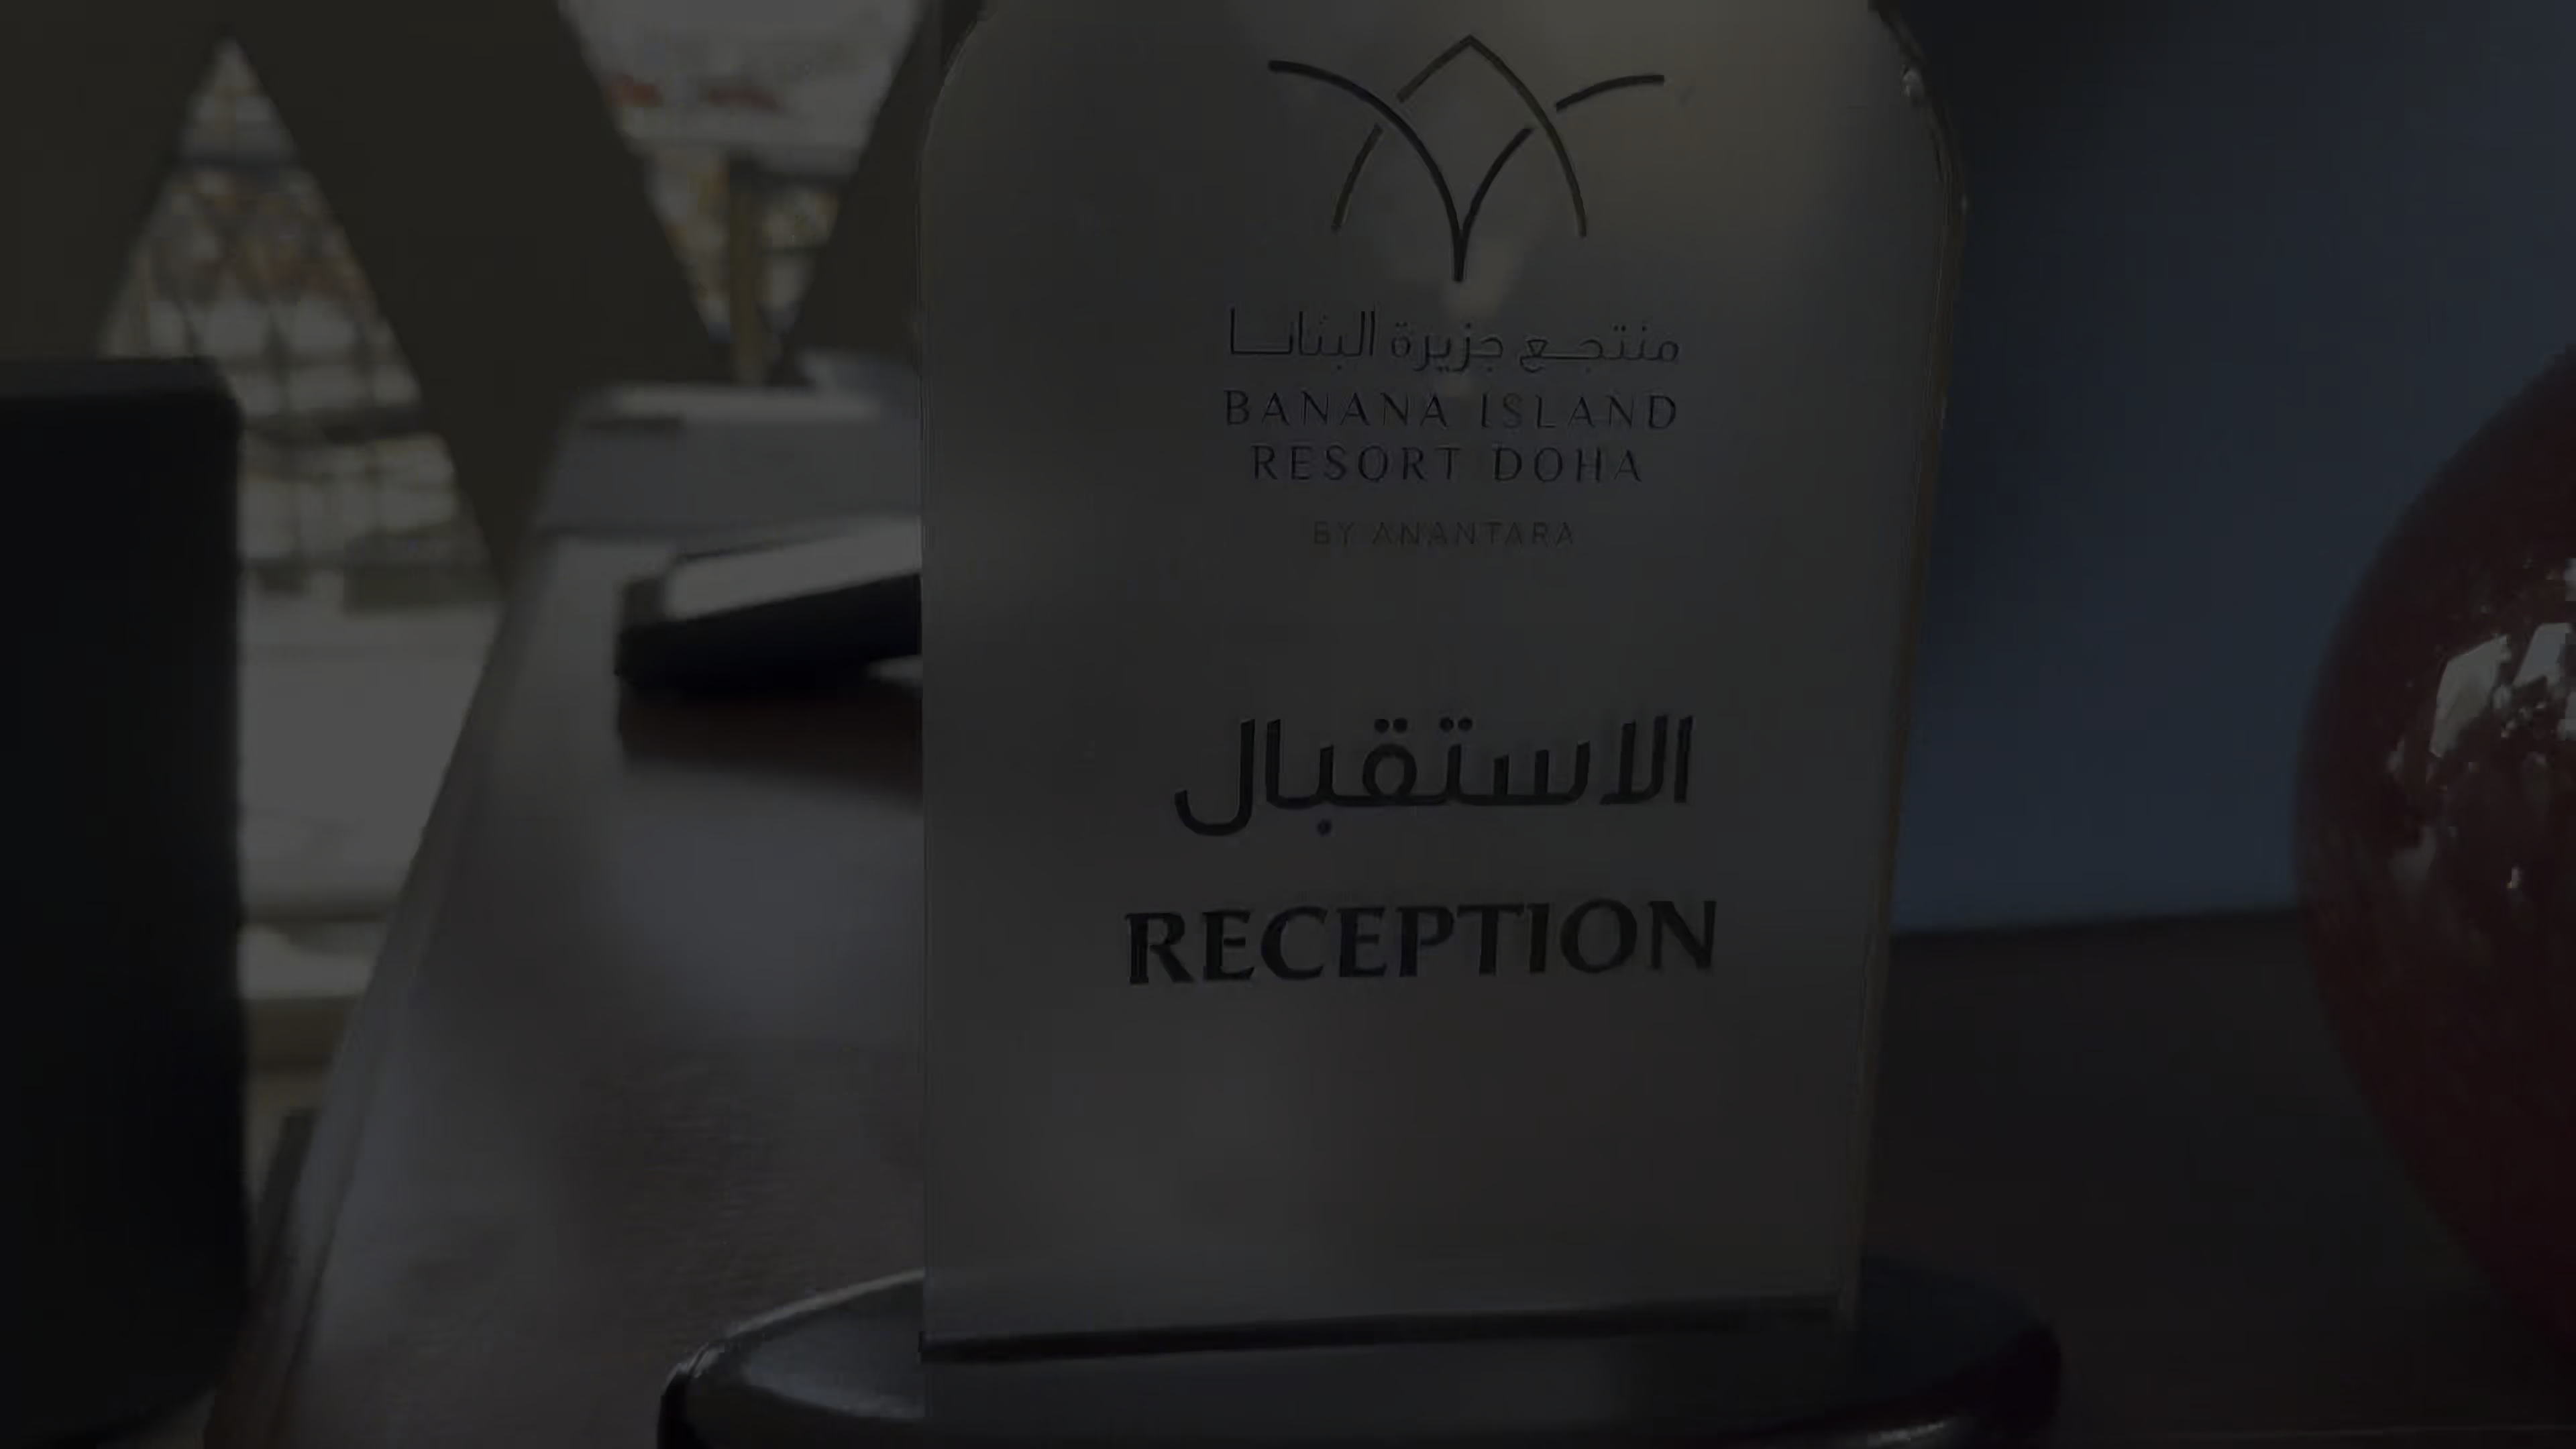 منتجع جزيرة البنانا
BANANA ISLAND
RESORT DOHA
BY ANANTARA
الاستقبال
RECEPTION